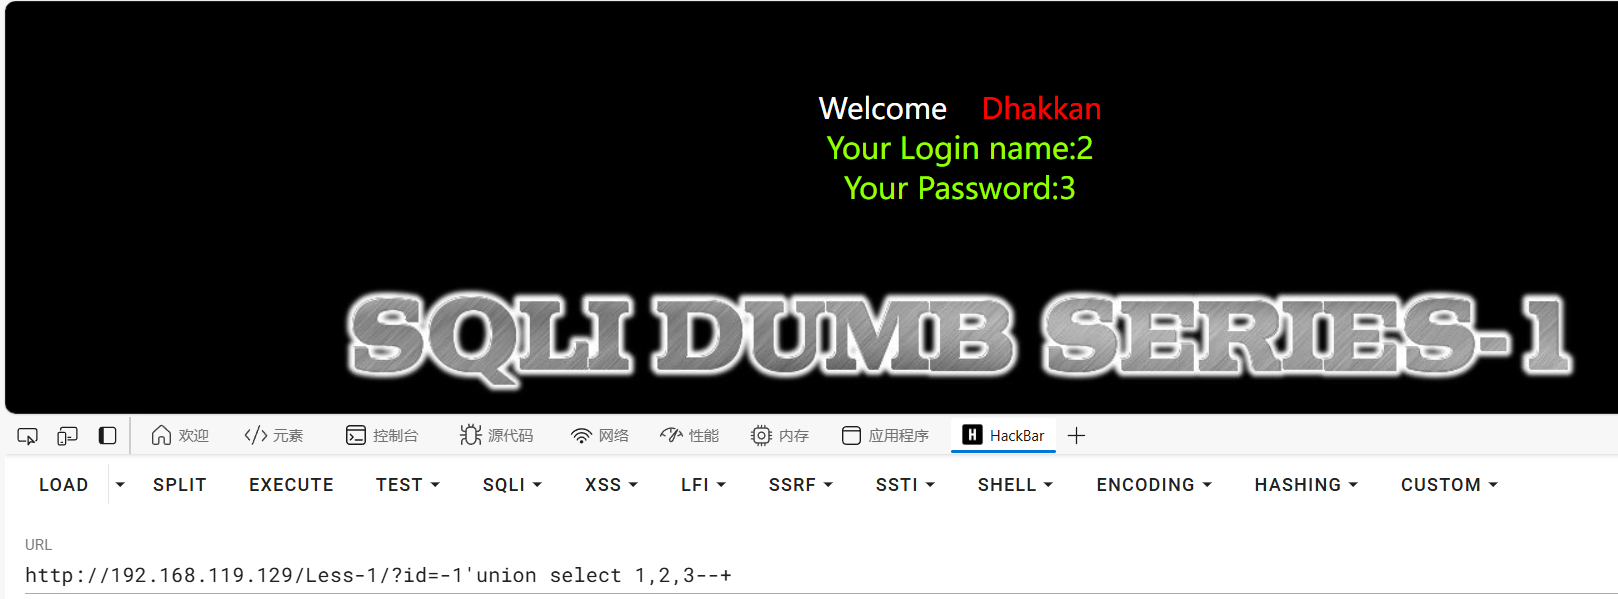 Welcome Dhakkan
Your Login name:2
Your Password:3
SQLI DUMB SERIES-1
欢迎 </> 元素 控制台 源代码 网络 性能 内存 应用程序 H HackBar +
LOAD SPLIT EXECUTE TEST SQLI XSS LFI SSRF SSTI SHELL ENCODING HASHING CUSTOM
URL
http://192.168.119.129/Less-1/?id=-1'union select 1,2,3--+